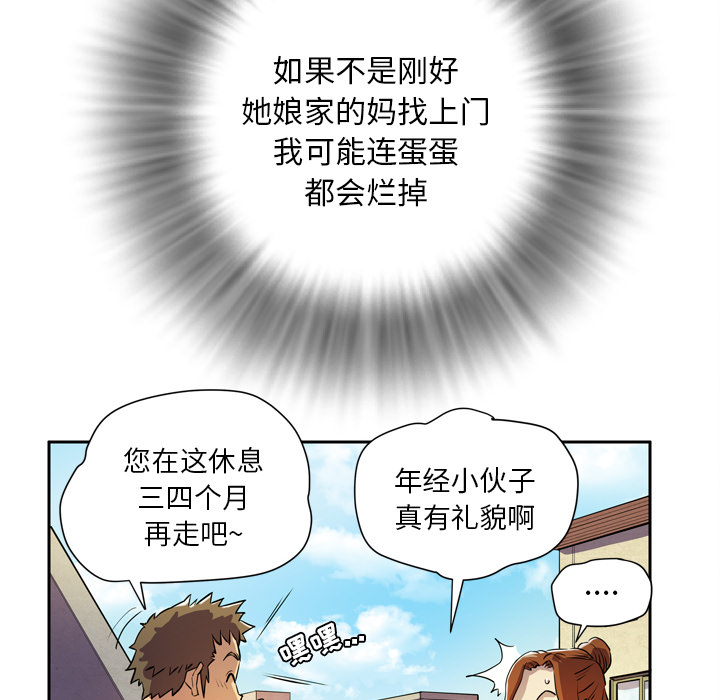 如果不是刚好
她娘家的妈找上门
我可能连蛋蛋
都会烂掉
您在这休息
三四个月
再走吧~
年经小伙子
真有礼貌啊
....
嘿嘿...